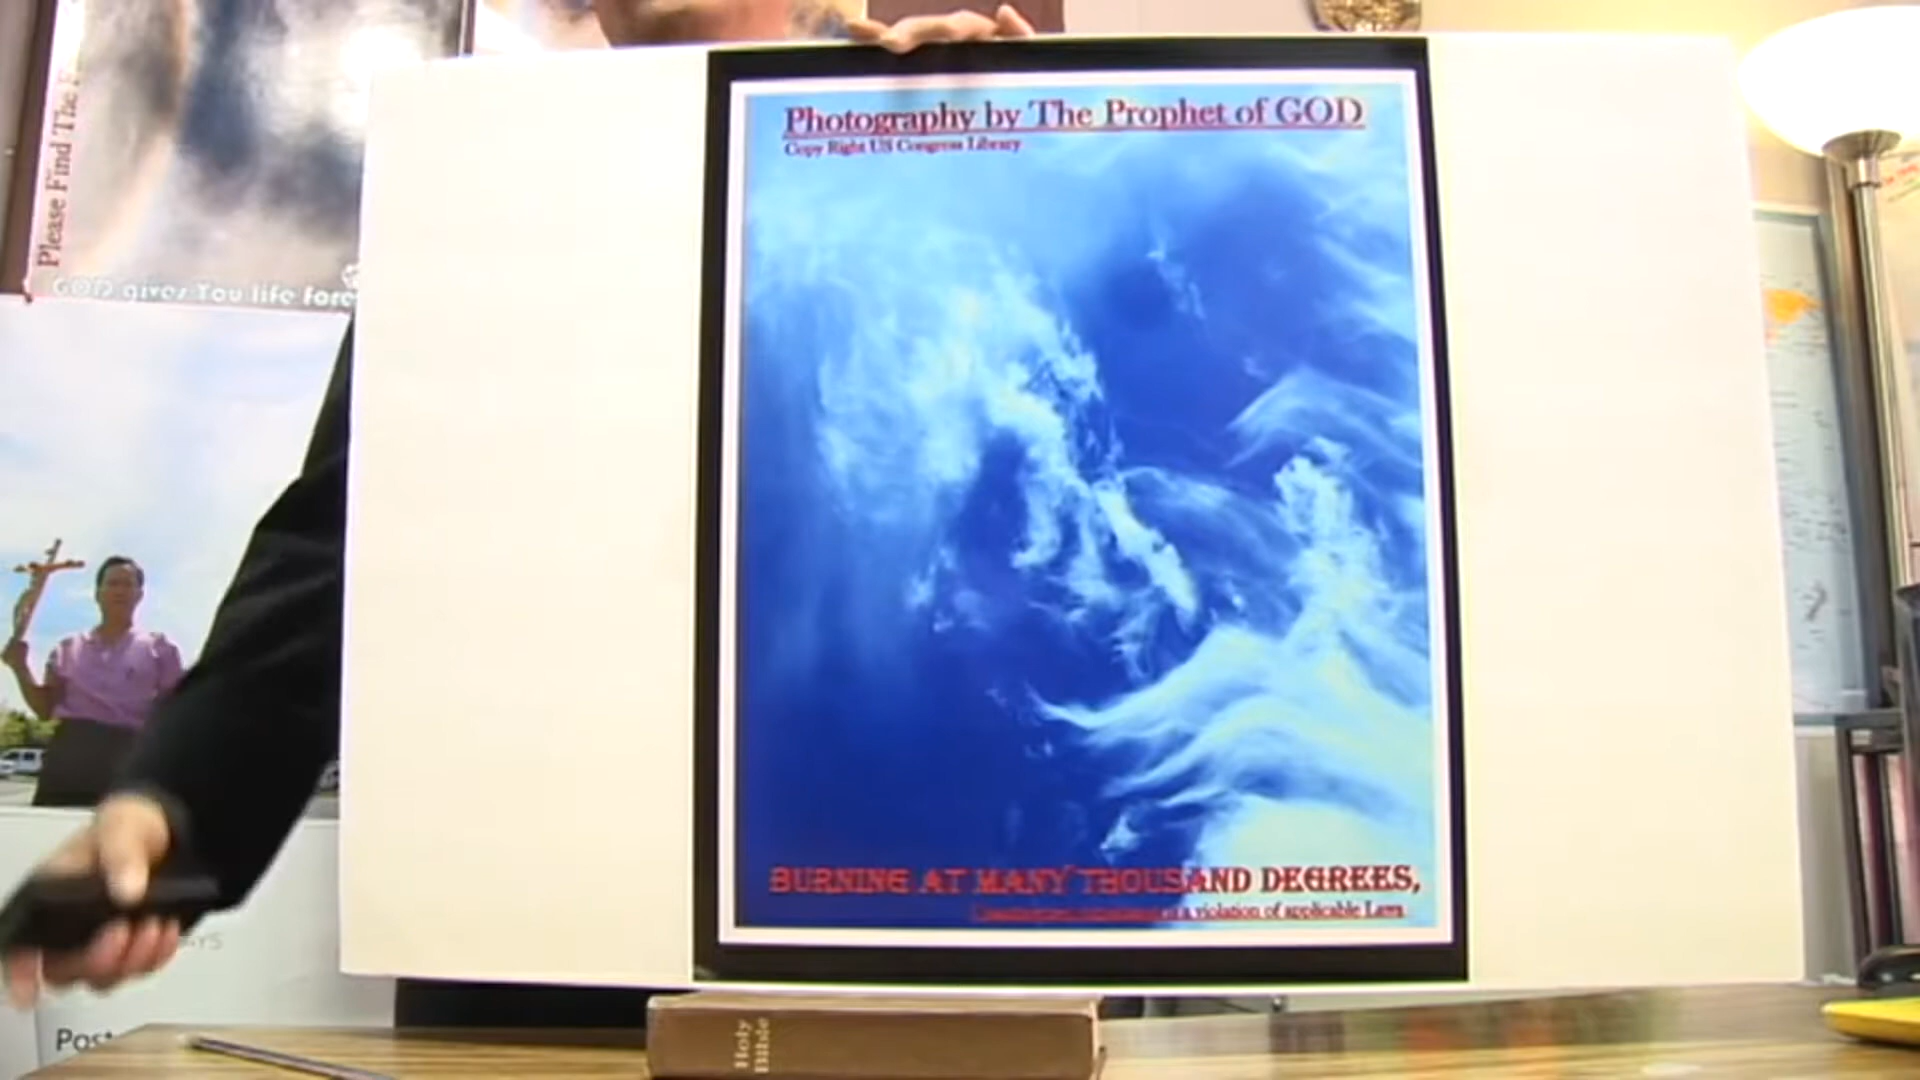 Please Find The
GOD gives You life fore
Photography by The Prophet of GOD
Copy Right US Congress Library
BURNING AT MANY THOUSAND DEGREES,
is a violation of applicable Laws
Holy
Bible
Post